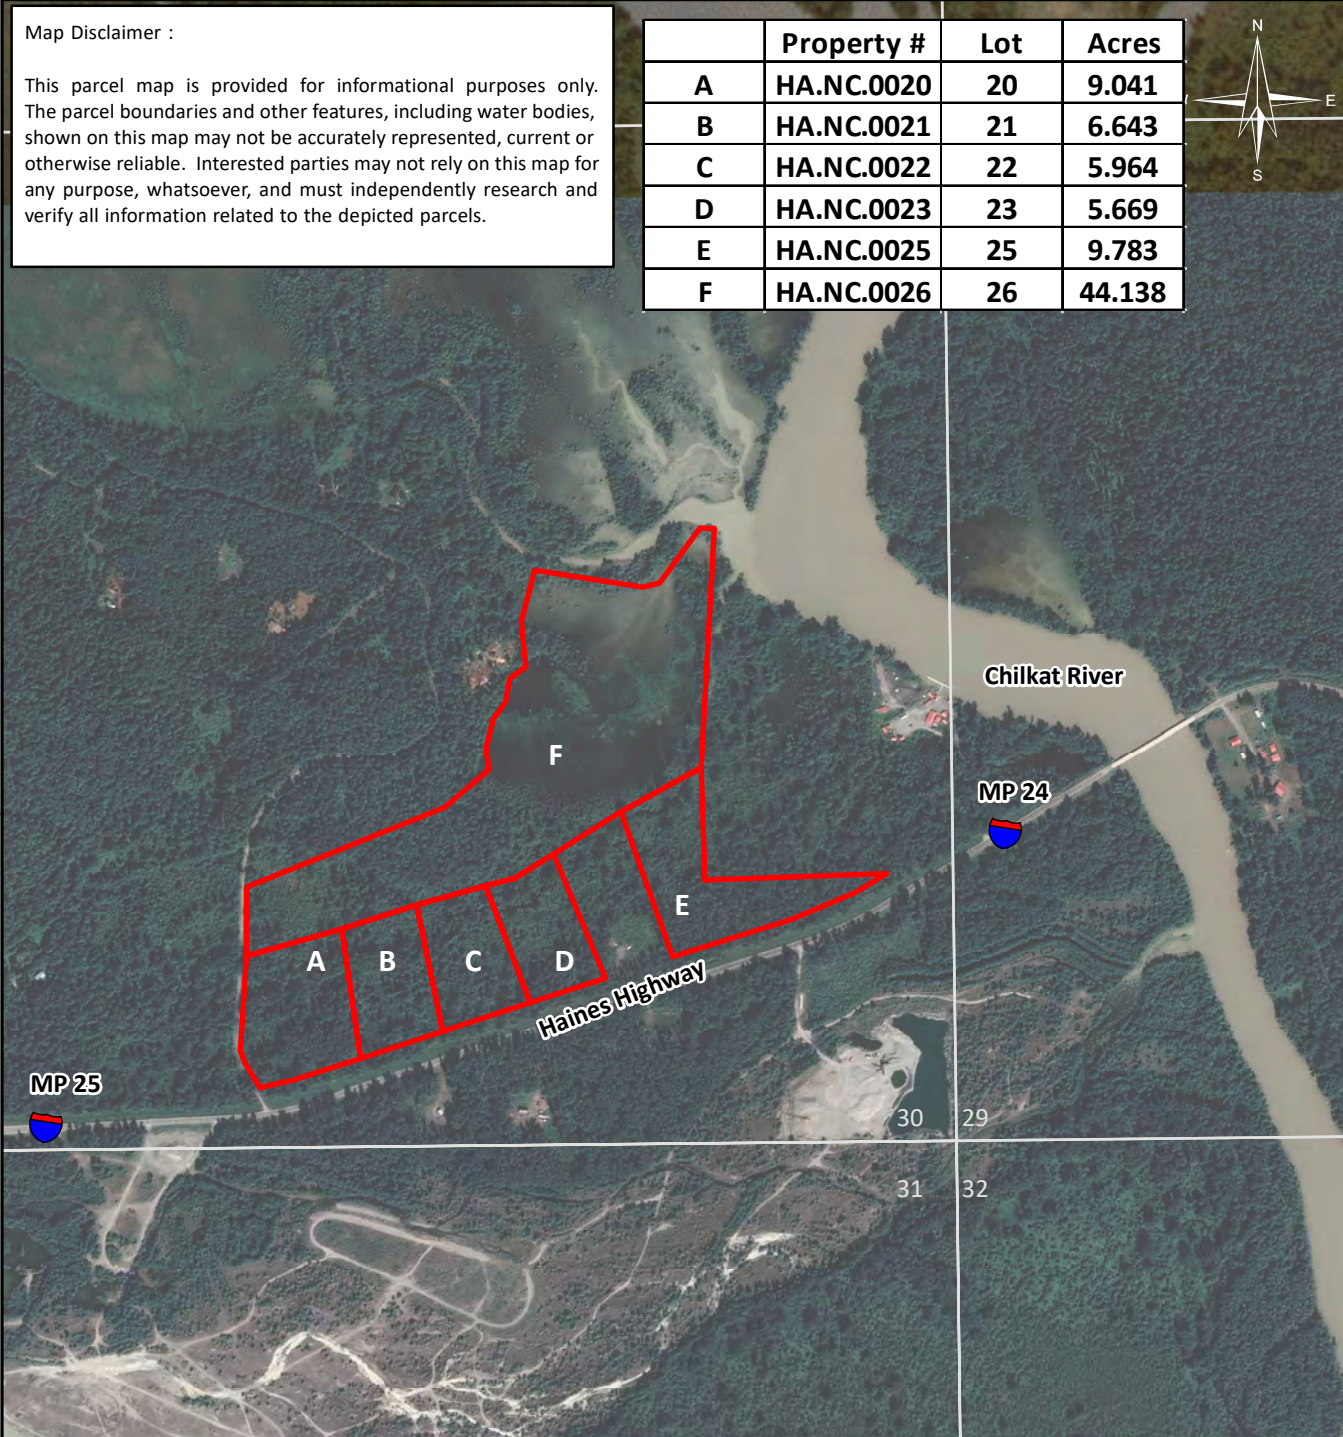 Map Disclaimer :
This parcel map is provided for informational purposes only.
The parcel boundaries and other features, including water bodies,
shown on this map may not be accurately represented, current or
otherwise reliable. Interested parties may not rely on this map for
any purpose, whatsoever, and must independently research and
verify all information related to the depicted parcels.
Property # Lot Acres
A HA.NC.0020 20 9.041
B HA.NC.0021 21 6.643
C HA.NC.0022 22 5.964
D HA.NC.0023 23 5.669
E HA.NC.0025 25 9.783
F HA.NC.0026 26 44.138
N
E
S
Chilkat River
F
MP 24
E
A B C D
Haines Highway
MP 25
30 29
31 32